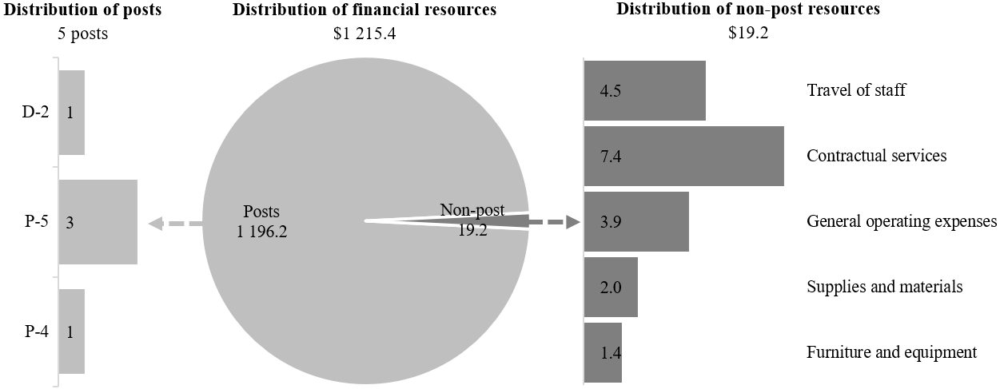 Distribution of posts
5 posts
D-2
1
P-5
3
P-4
1
Distribution of financial resources
$1 215.4
Posts
1 196.2
Non-post
19.2
Distribution of non-post resources
$19.2
4.5 Travel of staff
7.4 Contractual services
3.9 General operating expenses
2.0 Supplies and materials
1.4 Furniture and equipment